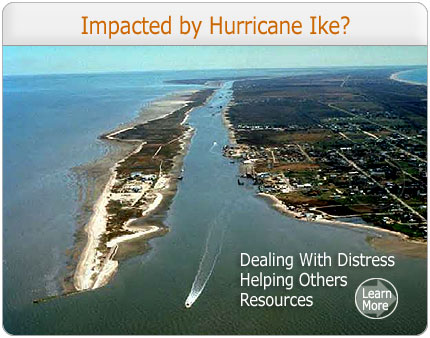 Impacted by Hurricane Ike?
Dealing With Distress
Helping Others
Resources
Learn
More